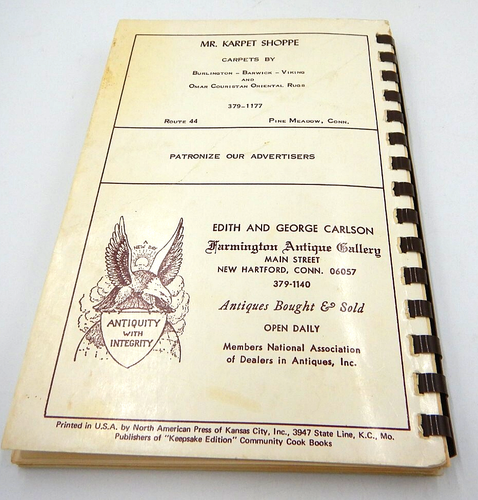 MR. KARPET SHOPPE
CARPETS BY
Burlington - Barwick - Viking
and
Omar Couristan Oriental Rugs
379-1177
Route 44 Pine Meadow, Conn.
PATRONIZE OUR ADVERTISERS
EDITH AND GEORGE CARLSON
Farmington Antique Gallery
MAIN STREET
NEW HARTFORD, CONN. 06057
379-1140
Antiques Bought & Sold
OPEN DAILY
Members National Association
of Dealers in Antiques, Inc.
A
NEW DAY
ANTIQUITY
WITH
INTEGRITY
Printed in U.S.A. by North American Press of Kansas City, Inc., 3947 State Line, K.C., Mo.
Publishers of "Keepsake Edition" Community Cook Books